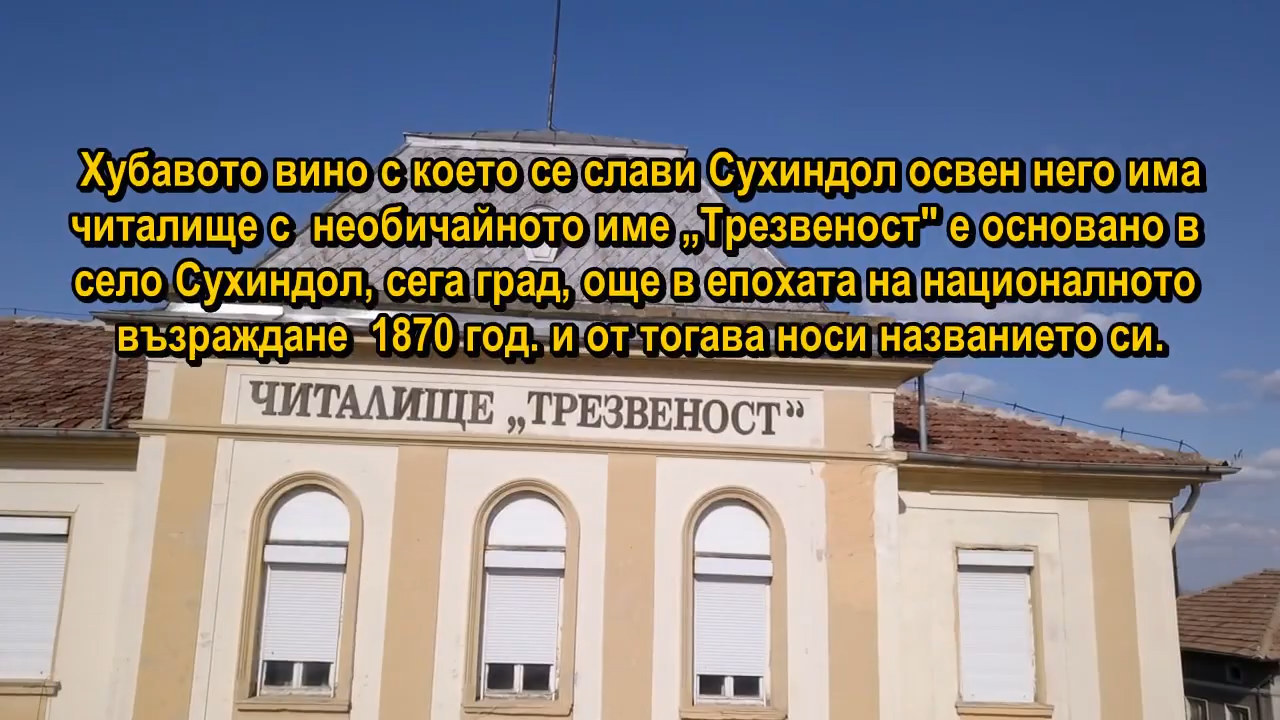 Хубавото вино с което се слави Сухиндол освен него има
читалище с необичайното име „Трезвеност" е основано в
село Сухиндол, сега град, още в епохата на националното
възраждане 1870 год. и от тогава носи названието си.
ЧИТАЛИЩЕ „ТРЕЗВЕНОСТ”